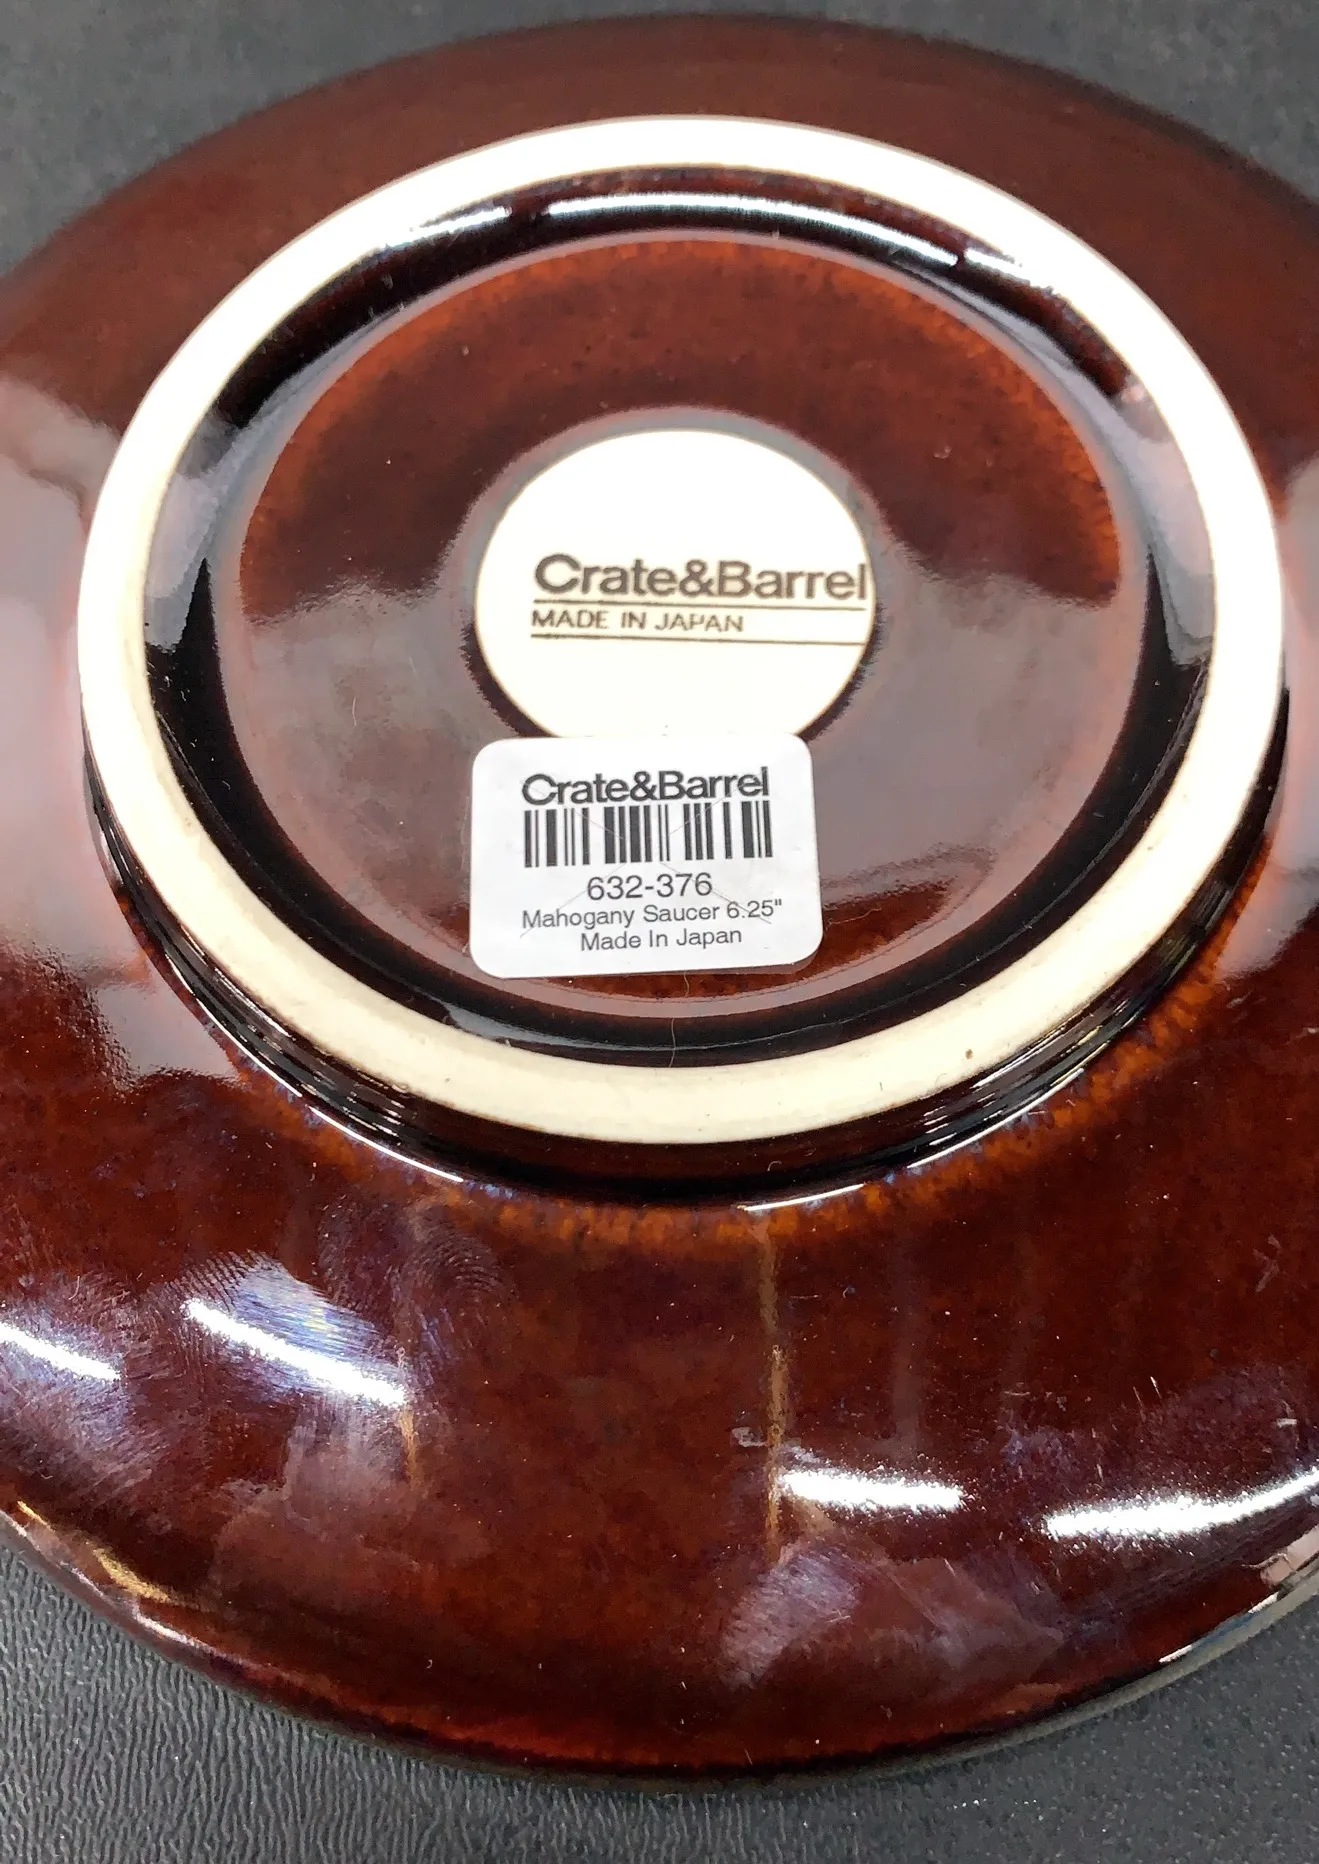 Crate&Barrel
MADE IN JAPAN
Crate&Barrel
632-376
Mahogany Saucer 6.25"
Made In Japan